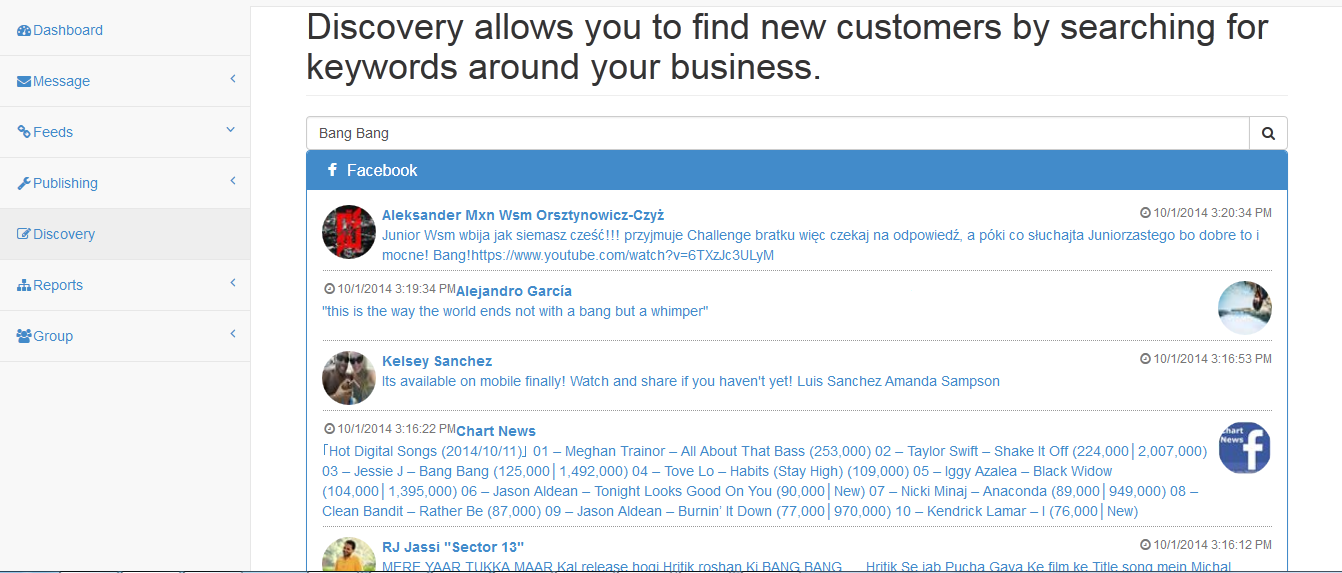 Discovery allows you to find new customers by searching for
keywords around your business.
Dashboard
Message
Feeds
Publishing
Discovery
Reports
Group
Bang Bang
Facebook
Aleksander Mxn Wsm Orsztynowicz-Czyż
10/1/2014 3:20:34 PM
Junior Wsm wbija jak siemasz cześć!!! przyjmuje Challenge bratku więc czekaj na odpowiedź, a póki co słuchajta Juniorzastego bo dobre to i
mocne! Bang!https://www.youtube.com/watch?v=6TXzJc3ULyM
10/1/2014 3:19:34 PM Alejandro García
"this is the way the world ends not with a bang but a whimper"
Kelsey Sanchez
10/1/2014 3:16:53 PM
Its available on mobile finally! Watch and share if you haven't yet! Luis Sanchez Amanda Sampson
10/1/2014 3:16:22 PM Chart News
Chart
News
「Hot Digital Songs (2014/10/11)」 01 – Meghan Trainor – All About That Bass (253,000) 02 – Taylor Swift – Shake It Off (224,000│2,007,000)
03 – Jessie J – Bang Bang (125,000│1,492,000) 04 – Tove Lo – Habits (Stay High) (109,000) 05 – Iggy Azalea – Black Widow
(104,000│1,395,000) 06 – Jason Aldean – Tonight Looks Good On You (90,000│New) 07 – Nicki Minaj – Anaconda (89,000│949,000) 08 –
Clean Bandit – Rather Be (87,000) 09 – Jason Aldean – Burnin' It Down (77,000│970,000) 10 – Kendrick Lamar – I (76,000│New)
RJ Jassi "Sector 13"
10/1/2014 3:16:12 PM
MERE YAAR TUKKA MAAR Kal release hogi Hritik roshan Ki BANG BANG Hritik Se jab Pucha Gaya Ke film ke Title song mein Michal